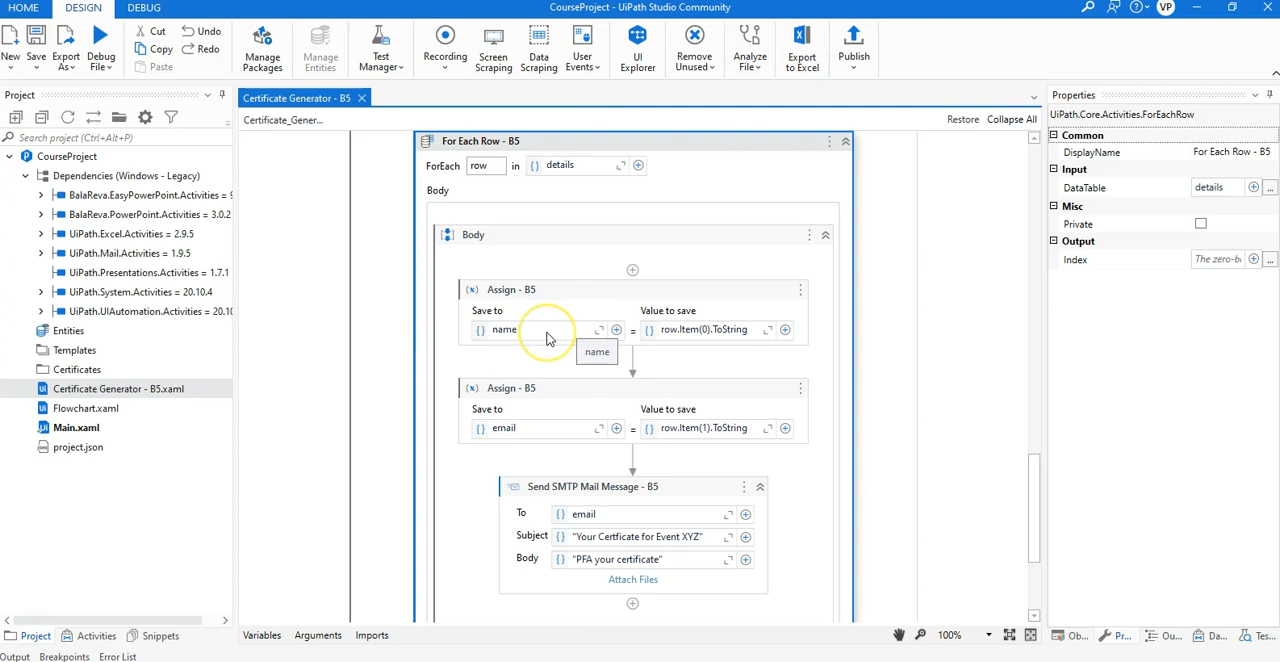 HOME DESIGN DEBUG CourseProject - UiPath Studio Community VP
New Save Export As Debug File Cut Copy Paste Undo Redo Manage Packages Manage Entities Test Manager Recording Screen Scraping Data Scraping User Events UI Explorer Remove Unused Analyze File Export to Excel Publish
Project
Search project (Ctrl+Alt+P)
CourseProject
Dependencies (Windows - Legacy)
BalaReva.EasyPowerPoint.Activities = 9
BalaReva.PowerPoint.Activities = 3.0.2
UiPath.Excel.Activities = 2.9.5
UiPath.Mail.Activities = 1.9.5
UiPath.Presentations.Activities = 1.7.1
UiPath.System.Activities = 20.10.4
UiPath.UIAutomation.Activities = 20.10
Entities
Templates
Certificates
Certificate Generator - B5.xaml
Flowchart.xaml
Main.xaml
project.json
Project Activities Snippets
Output Breakpoints Error List
Certificate Generator - B5
Certificate_Gener... Restore Collapse All
For Each Row - B5
ForEach row in details
Body
Body
Assign - B5
Save to Value to save
name = row.Item(0).ToString
name
Assign - B5
Save to Value to save
email = row.Item(1).ToString
Send SMTP Mail Message - B5
To email
Subject "Your Certficate for Event XYZ"
Body "PFA your certificate"
Attach Files
Variables Arguments Imports 100%
Properties
UiPath.Core.Activities.ForEachRow
Common
DisplayName For Each Row - B5
Input
DataTable details ...
Misc
Private
Output
Index The zero-b ...
Ob... Pr... Ou... Da... Tes...